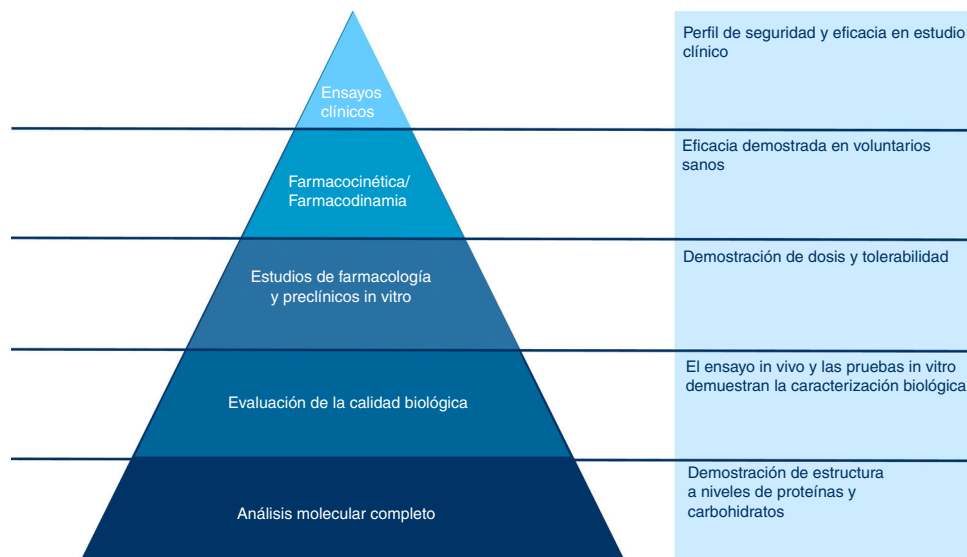 Perfil de seguridad y eficacia en estudio
clínico
Ensayos
clínicos
Eficacia demostrada en voluntarios
sanos
Farmacocinética/
Farmacodinamia
Demostración de dosis y tolerabilidad
Estudios de farmacología
y preclínicos in vitro
El ensayo in vivo y las pruebas in vitro
demuestran la caracterización biológica
Evaluación de la calidad biológica
Demostración de estructura
a niveles de proteínas y
carbohidratos
Análisis molecular completo